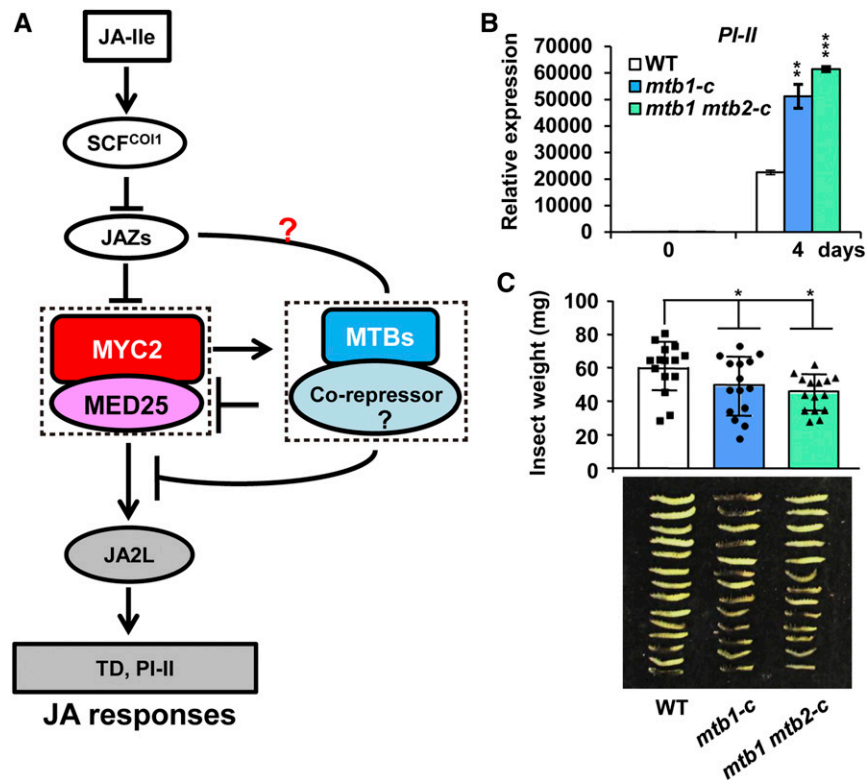 A
JA-Ile
SCF^COI1
JAZs
?
MYC2
MED25
MTBs
Co-repressor
?
JA2L
TD, PI-II
JA responses
B
PI-II
70000
60000
50000
40000
30000
20000
10000
0
Relative expression
WT
mtb1-c
mtb1 mtb2-c
**
***
0 4 days
C
100
80
60
40
20
0
Insect weight (mg)
* *
WT
mtb1-c
mtb1 mtb2-c